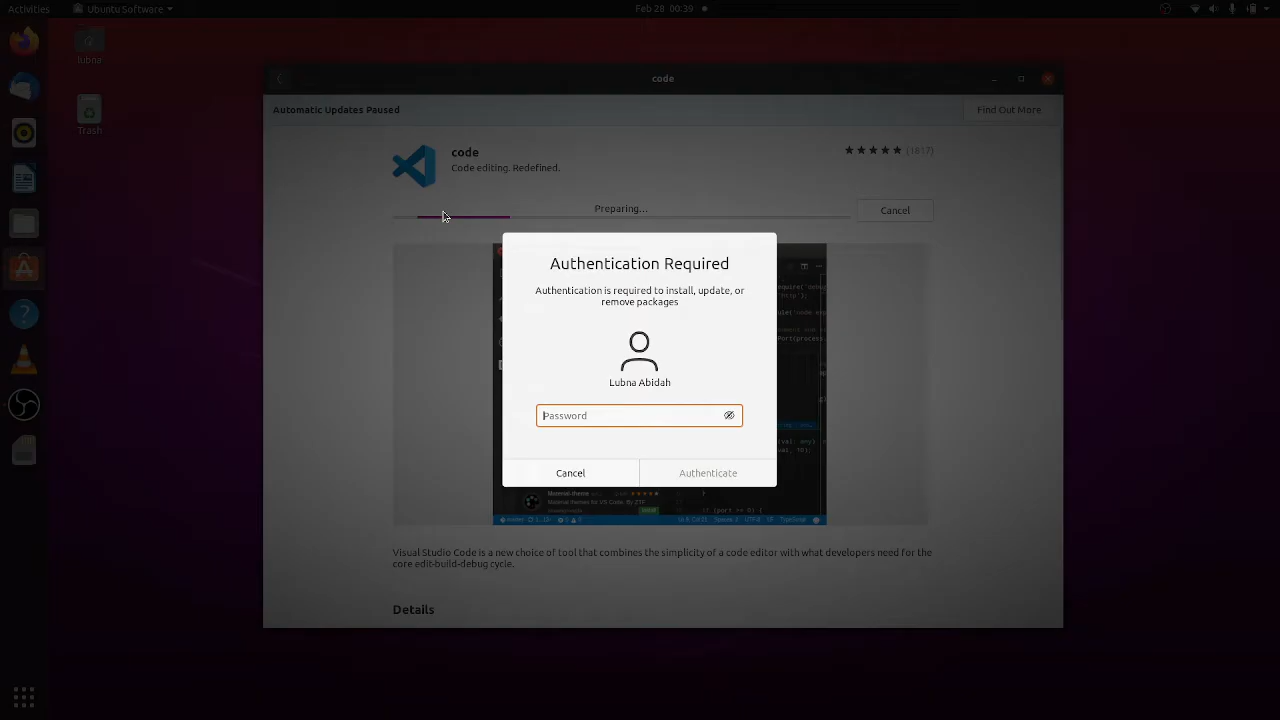 Activities
Ubuntu Software
Feb 28 00:39
lubna
Trash
code
Automatic Updates Paused
Find Out More
code
Code editing. Redefined.
(1817)
Preparing...
Cancel
Authentication Required
Authentication is required to install, update, or
remove packages
Lubna Abidah
Password
Cancel
Authenticate
Visual Studio Code is a new choice of tool that combines the simplicity of a code editor with what developers need for the
core edit-build-debug cycle.
Details